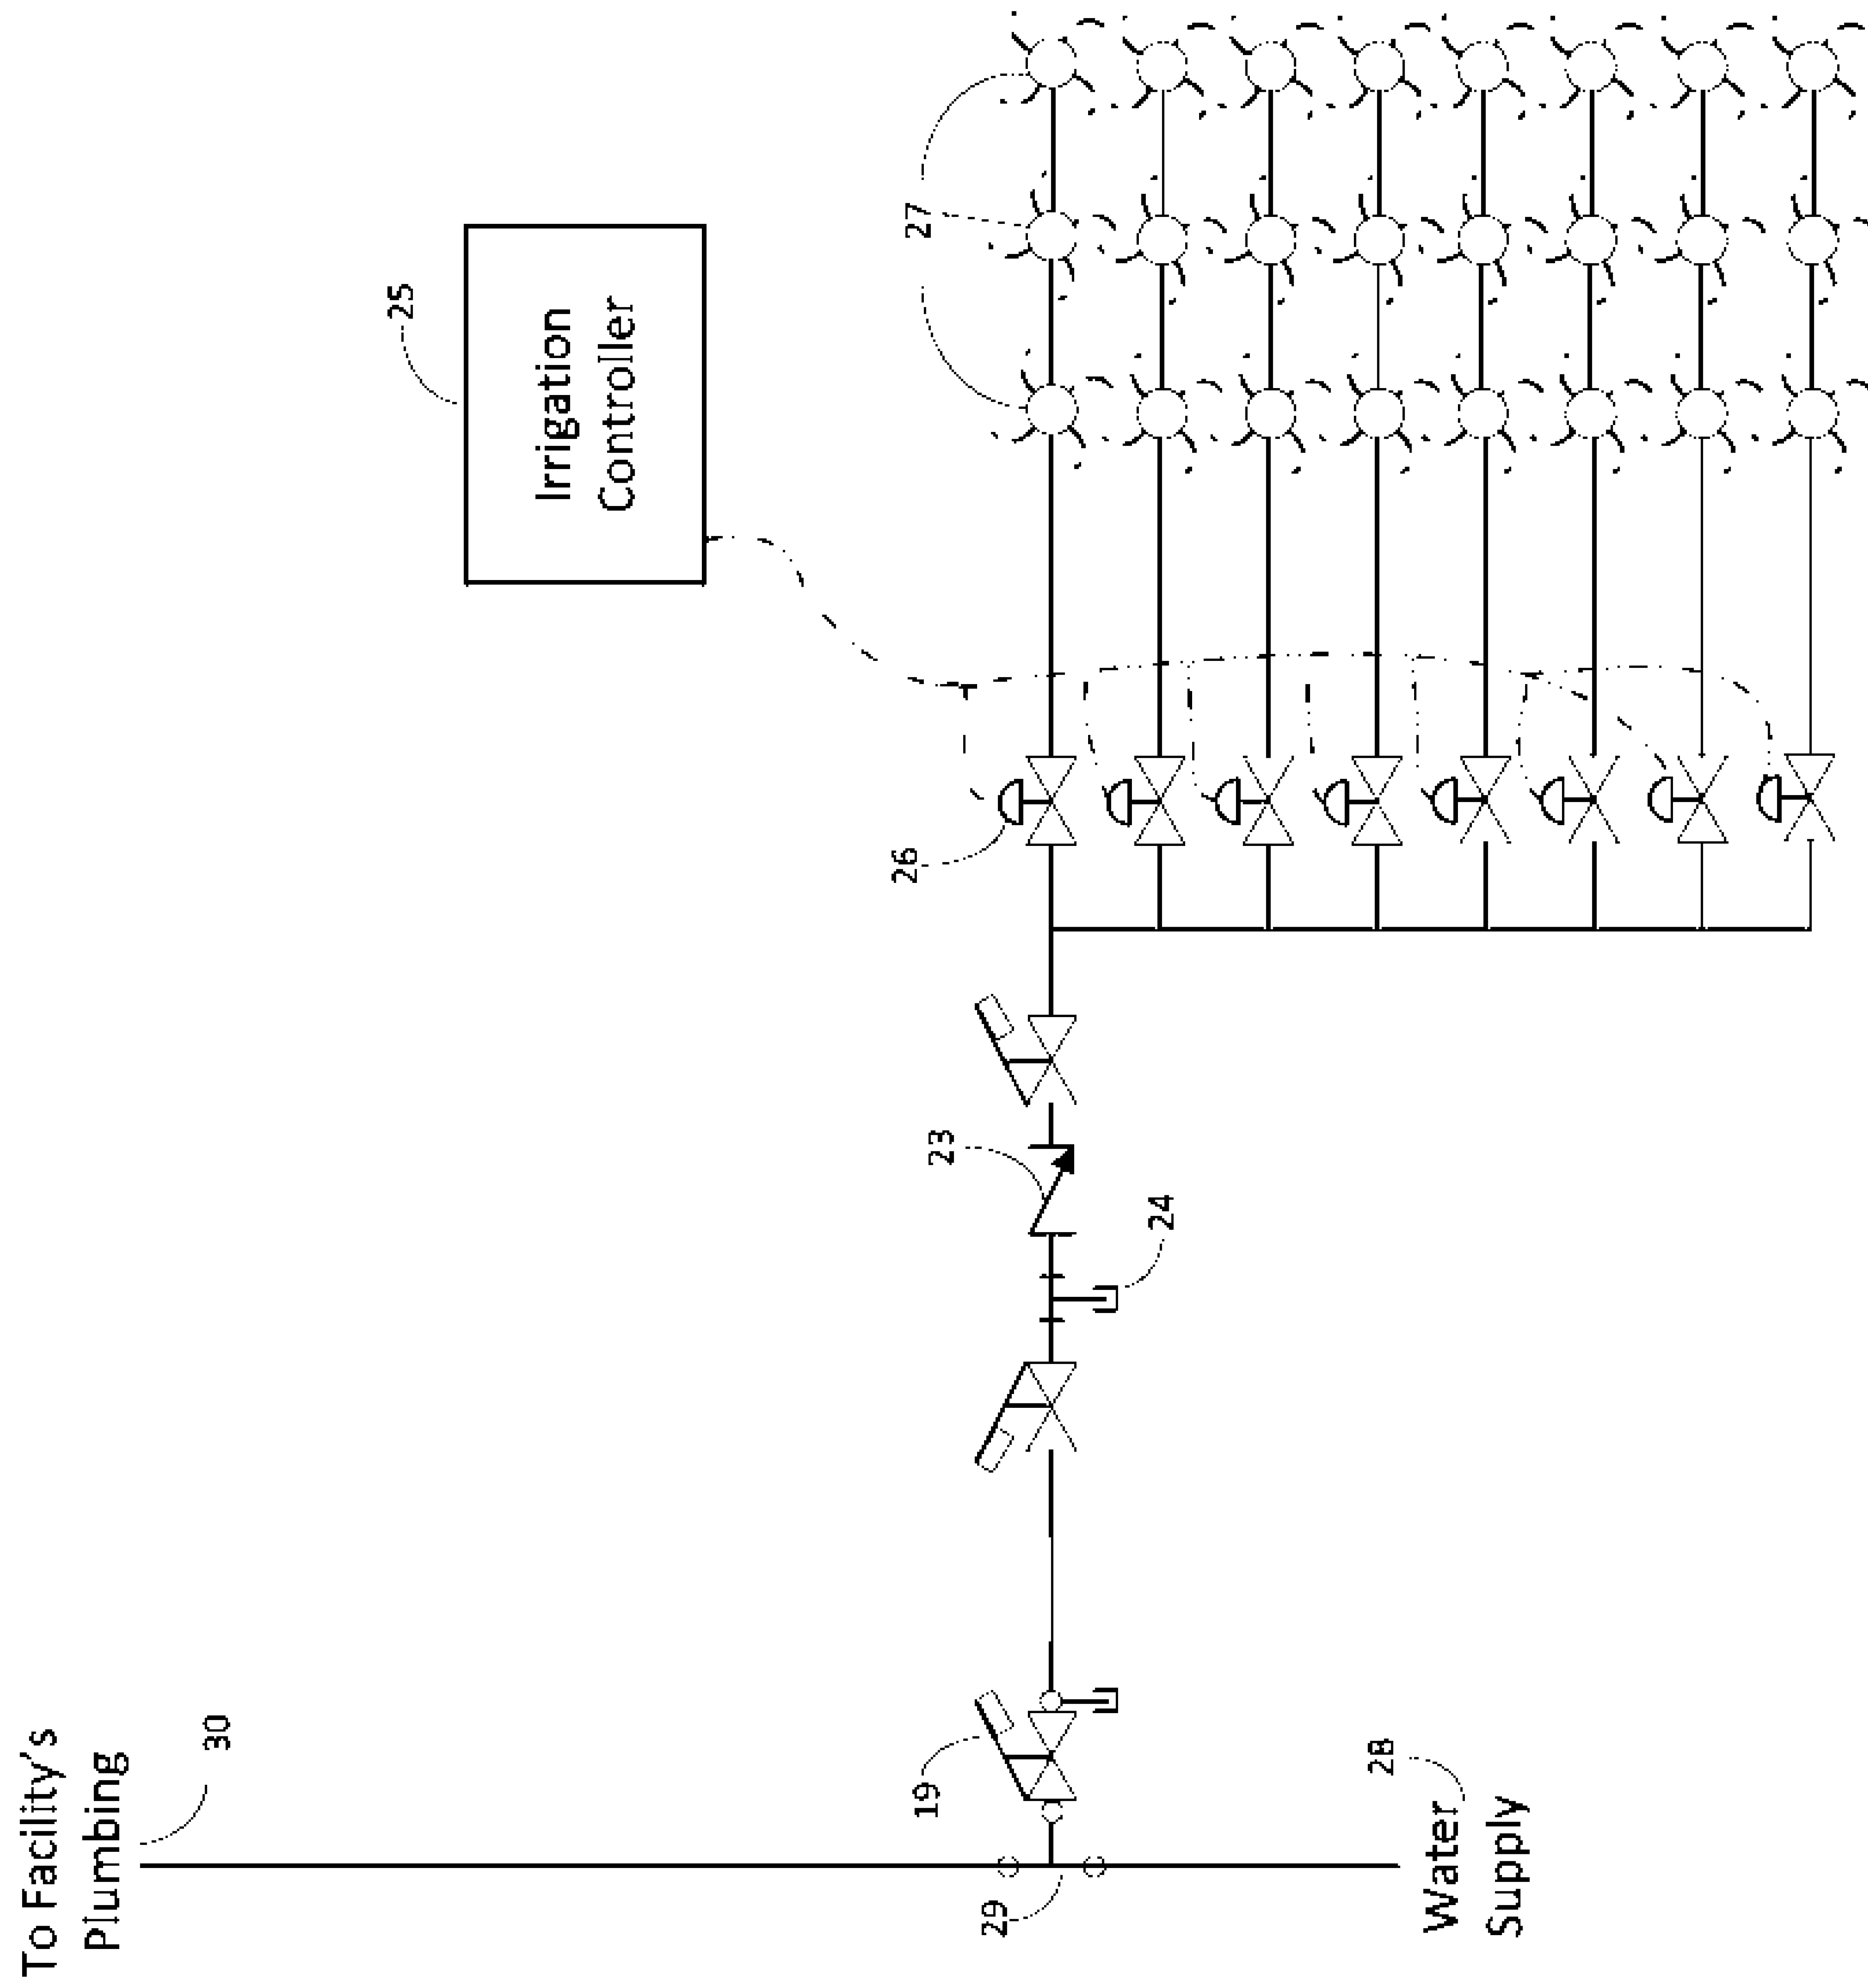 To Facility's
Plumbing
30
29
19
Water
Supply
28
24
23
26
Irrigation
Controller
25
27